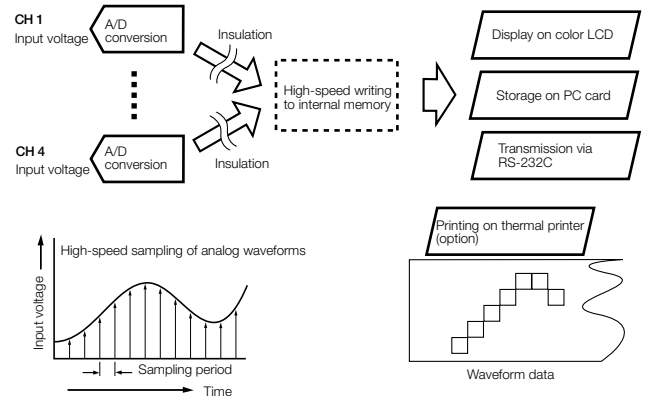 CH 1
Input voltage
A/D
conversion
Insulation
High-speed writing
to internal memory
CH 4
Input voltage
A/D
conversion
Insulation
Display on color LCD
Storage on PC card
Transmission via
RS-232C
Printing on thermal printer
(option)
High-speed sampling of analog waveforms
Input voltage
Sampling period
Time
Waveform data